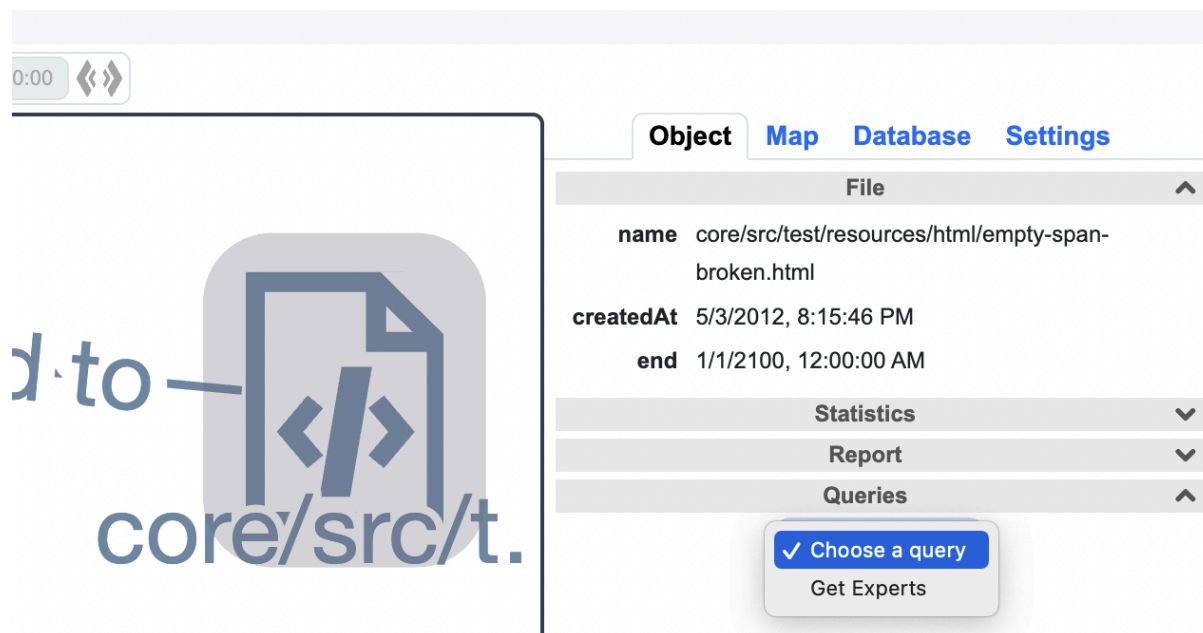 0:00
Object Map Database Settings
File
name core/src/test/resources/html/empty-span-
broken.html
createdAt 5/3/2012, 8:15:46 PM
end 1/1/2100, 12:00:00 AM
Statistics
Report
Queries
✓ Choose a query
Get Experts
d to
core/src/t.